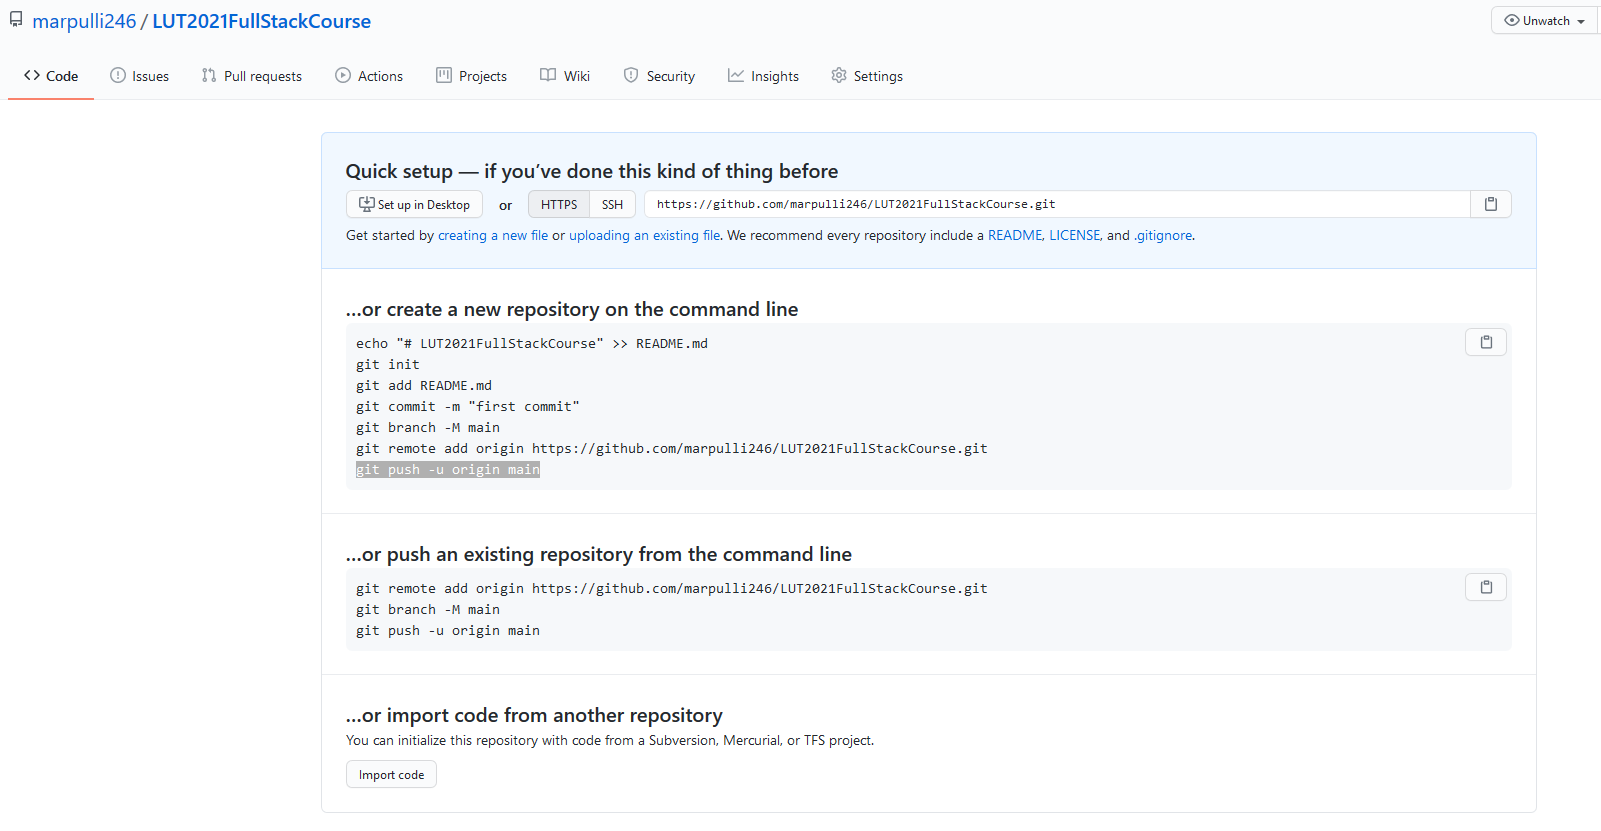 marpulli246 / LUT2021FullStackCourse
Unwatch
Code Issues Pull requests Actions Projects Wiki Security Insights Settings
Quick setup — if you’ve done this kind of thing before
Set up in Desktop or HTTPS SSH https://github.com/marpulli246/LUT2021FullStackCourse.git
Get started by creating a new file or uploading an existing file. We recommend every repository include a README, LICENSE, and .gitignore.
…or create a new repository on the command line
echo "# LUT2021FullStackCourse" >> README.md
git init
git add README.md
git commit -m "first commit"
git branch -M main
git remote add origin https://github.com/marpulli246/LUT2021FullStackCourse.git
git push -u origin main
…or push an existing repository from the command line
git remote add origin https://github.com/marpulli246/LUT2021FullStackCourse.git
git branch -M main
git push -u origin main
…or import code from another repository
You can initialize this repository with code from a Subversion, Mercurial, or TFS project.
Import code